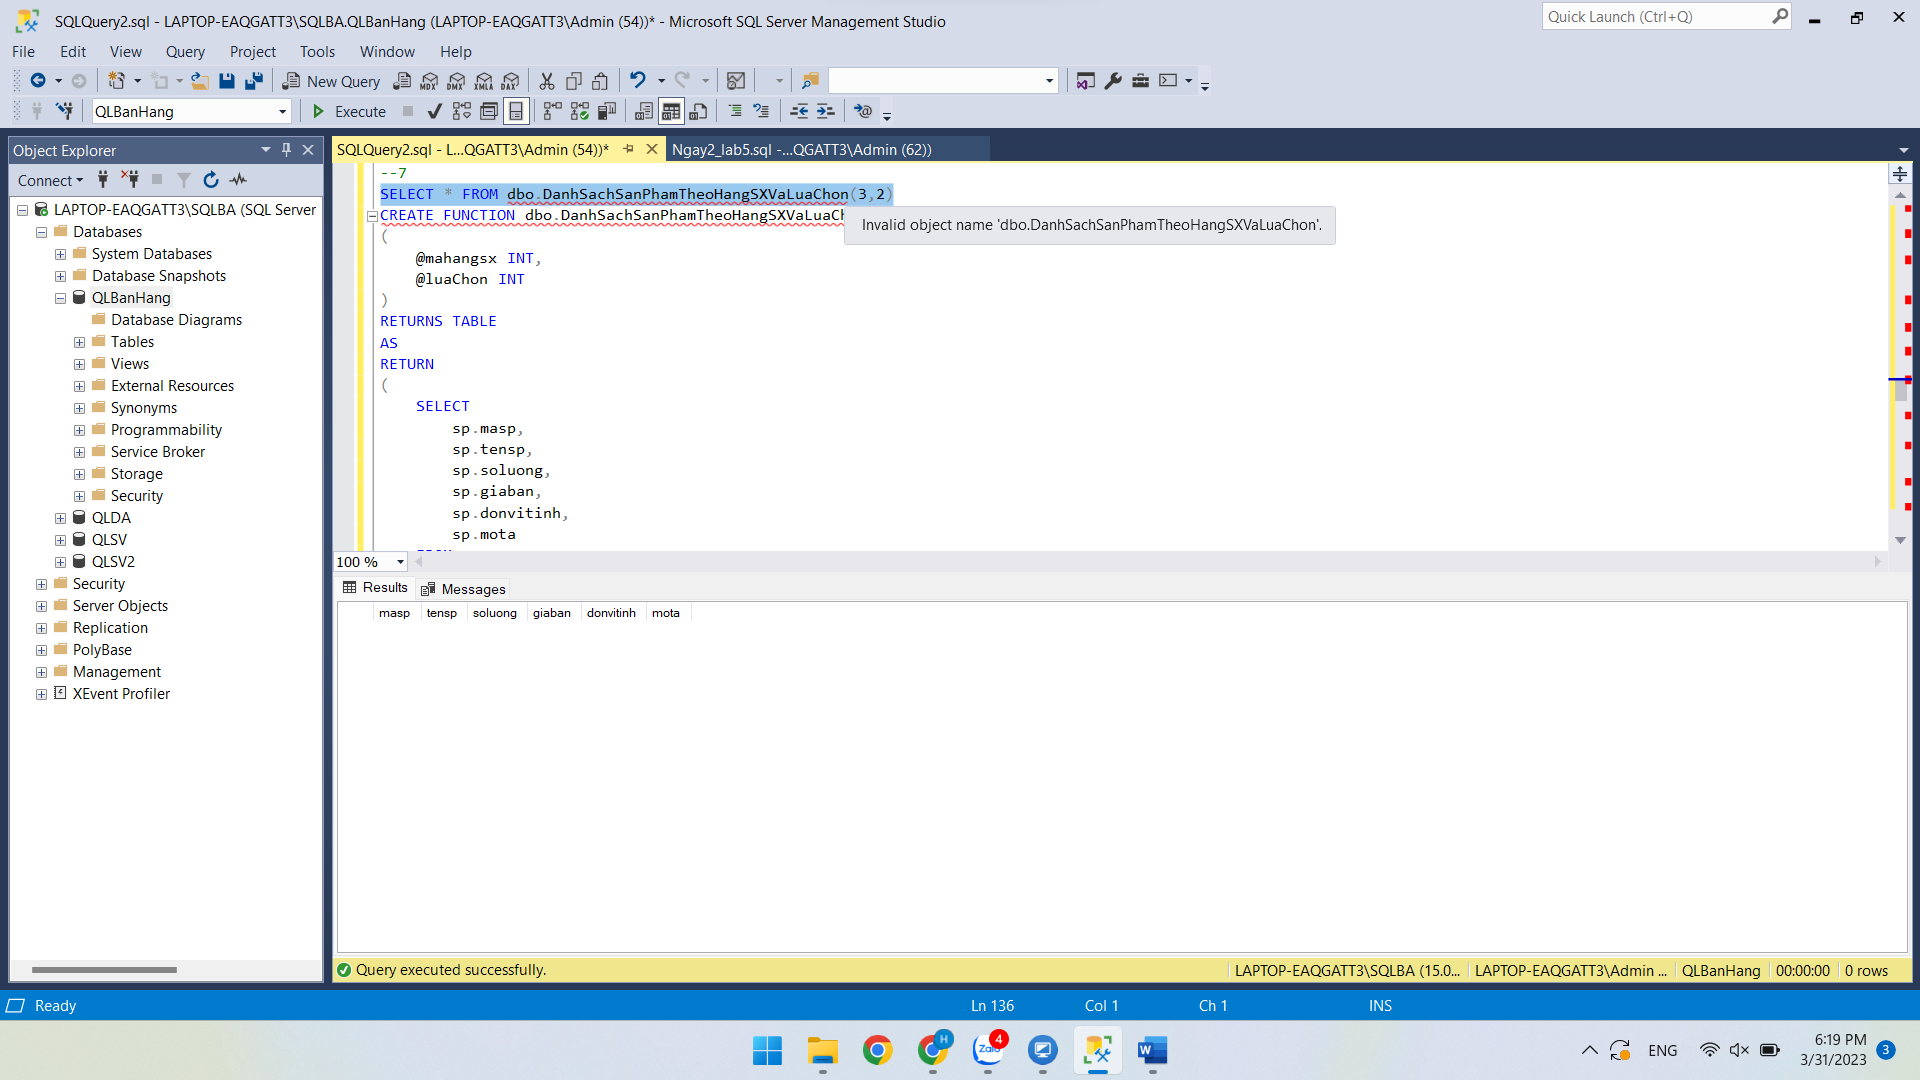 SQLQuery2.sql - LAPTOP-EAQGATT3\SQLBA.QLBanHang (LAPTOP-EAQGATT3\Admin (54))* - Microsoft SQL Server Management Studio
Quick Launch (Ctrl+Q)
File Edit View Query Project Tools Window Help
New Query MDX DMX XMLA DAX
QLBanHang Execute
Object Explorer
SQLQuery2.sql - L...QGATT3\Admin (54))*
Ngay2_lab5.sql -...QGATT3\Admin (62))
Connect
LAPTOP-EAQGATT3\SQLBA (SQL Server
Databases
System Databases
Database Snapshots
QLBanHang
Database Diagrams
Tables
Views
External Resources
Synonyms
Programmability
Service Broker
Storage
Security
QLDA
QLSV
QLSV2
Security
Server Objects
Replication
PolyBase
Management
XEvent Profiler
--7
SELECT * FROM dbo.DanhSachSanPhamTheoHangSXVaLuaChon(3,2)
CREATE FUNCTION dbo.DanhSachSanPhamTheoHangSXVaLuaCh
Invalid object name 'dbo.DanhSachSanPhamTheoHangSXVaLuaChon'.
(
@mahangsx INT,
@luaChon INT
)
RETURNS TABLE
AS
RETURN
(
SELECT
sp.masp,
sp.tensp,
sp.soluong,
sp.giaban,
sp.donvitinh,
sp.mota
100 %
Results Messages
masp tensp soluong giaban donvitinh mota
Query executed successfully.
LAPTOP-EAQGATT3\SQLBA (15.0... LAPTOP-EAQGATT3\Admin ... QLBanHang 00:00:00 0 rows
Ready Ln 136 Col 1 Ch 1 INS
H
Zalo 4
W
ENG
6:19 PM
3/31/2023
3